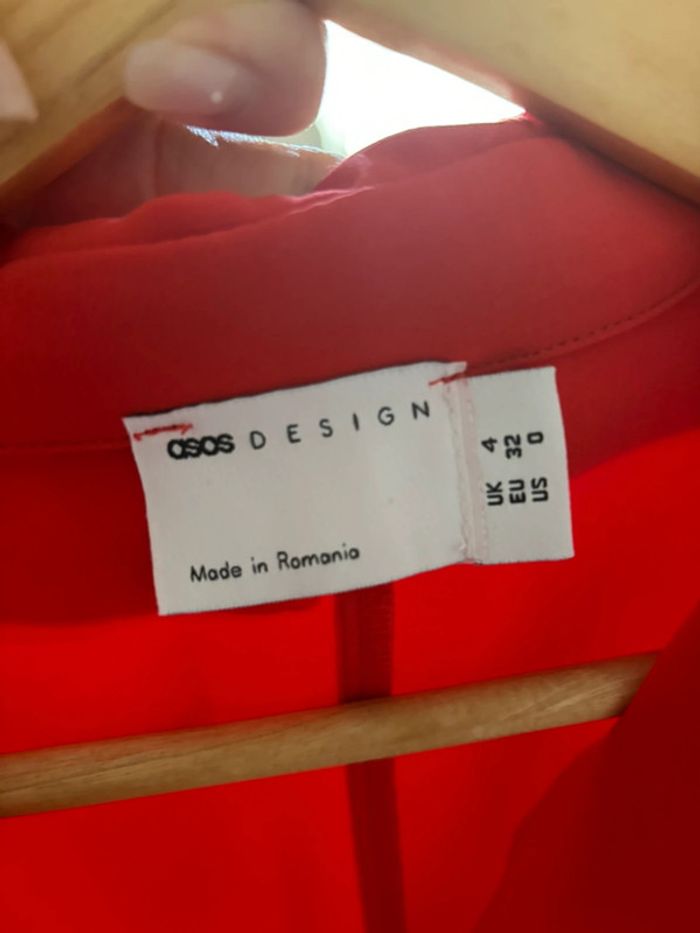 asos DESIGN
Made in Romania
UK 4
EU 32
US 0